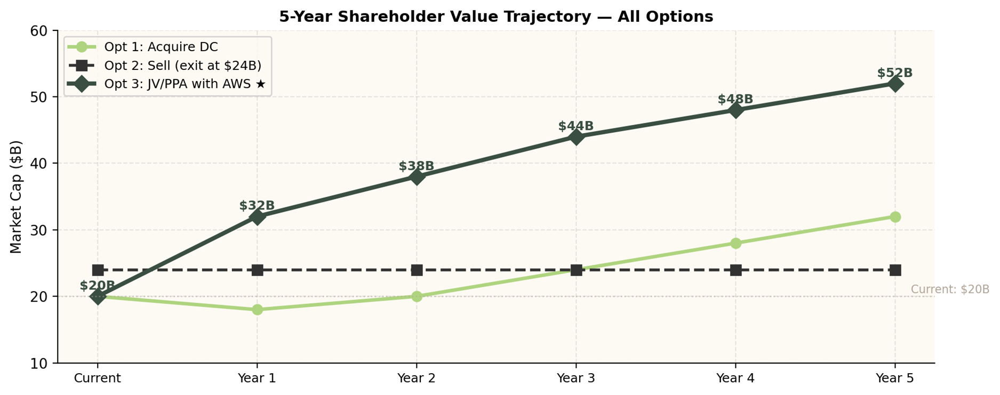 5-Year Shareholder Value Trajectory — All Options
Opt 1: Acquire DC
Opt 2: Sell (exit at $24B)
Opt 3: JV/PPA with AWS ★
Market Cap ($B)
60
50
40
30
20
10
$20B
$32B
$38B
$44B
$48B
$52B
Current: $20B
Current
Year 1
Year 2
Year 3
Year 4
Year 5